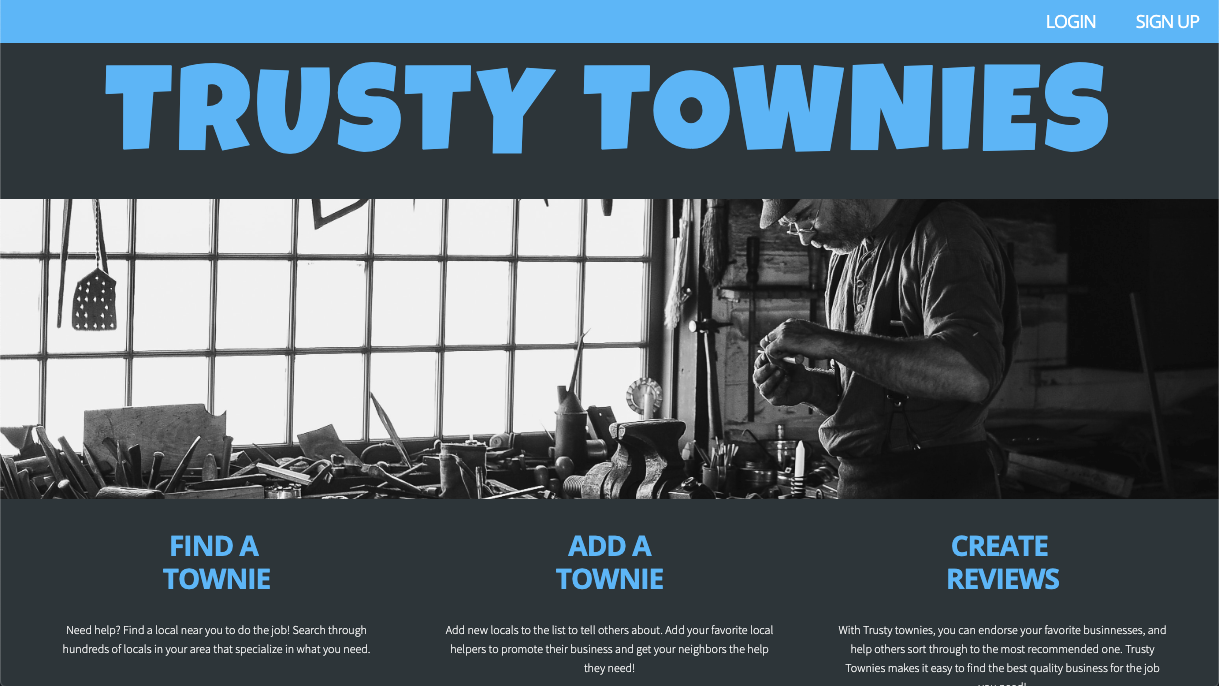 LOGIN SIGN UP
TRUSTY TOWNIES
FIND A
TOWNIE
Need help? Find a local near you to do the job! Search through
hundreds of locals in your area that specialize in what you need.
ADD A
TOWNIE
Add new locals to the list to tell others about. Add your favorite local
helpers to promote their business and get your neighbors the help
they need!
CREATE
REVIEWS
With Trusty townies, you can endorse your favorite businnesses, and
help others sort through to the most recommended one. Trusty
Townies makes it easy to find the best quality business for the job
you need!